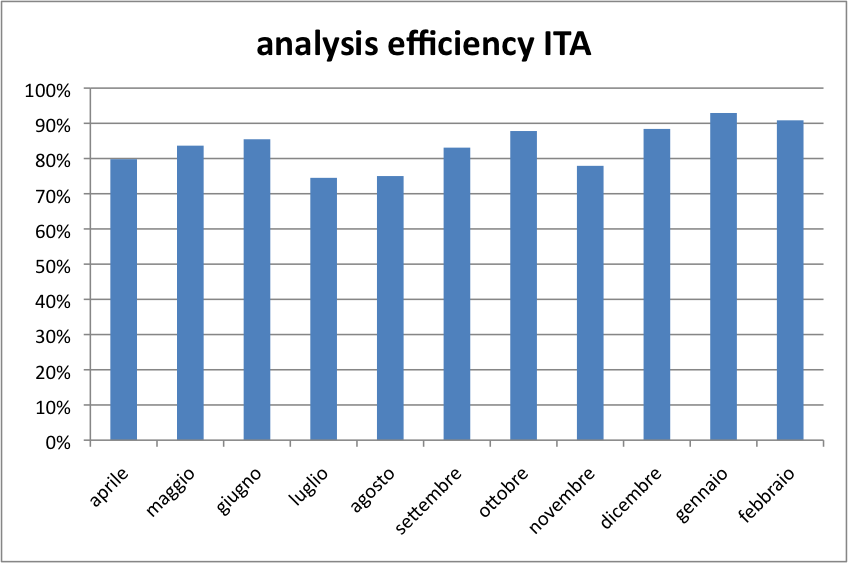 analysis efficiency ITA
100%
90%
80%
70%
60%
50%
40%
30%
20%
10%
0%
aprile
maggio
giugno
luglio
agosto
settembre
ottobre
novembre
dicembre
gennaio
febbraio